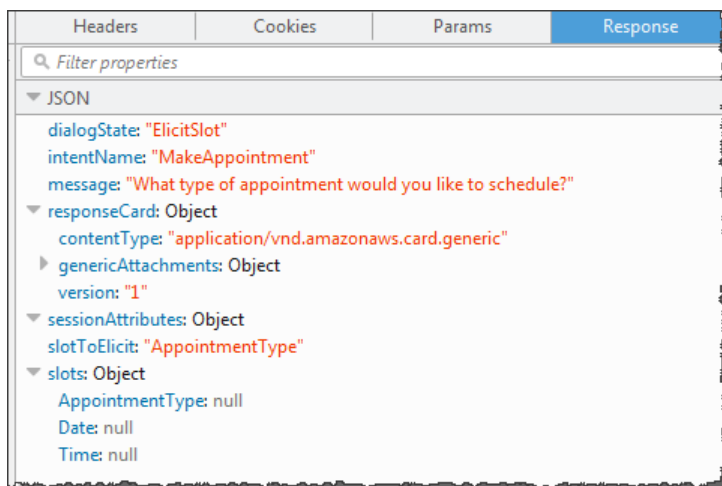 Headers Cookies Params Response
Filter properties
JSON
dialogState: "ElicitSlot"
intentName: "MakeAppointment"
message: "What type of appointment would you like to schedule?"
responseCard: Object
contentType: "application/vnd.amazonaws.card.generic"
genericAttachments: Object
version: "1"
sessionAttributes: Object
slotToElicit: "AppointmentType"
slots: Object
AppointmentType: null
Date: null
Time: null